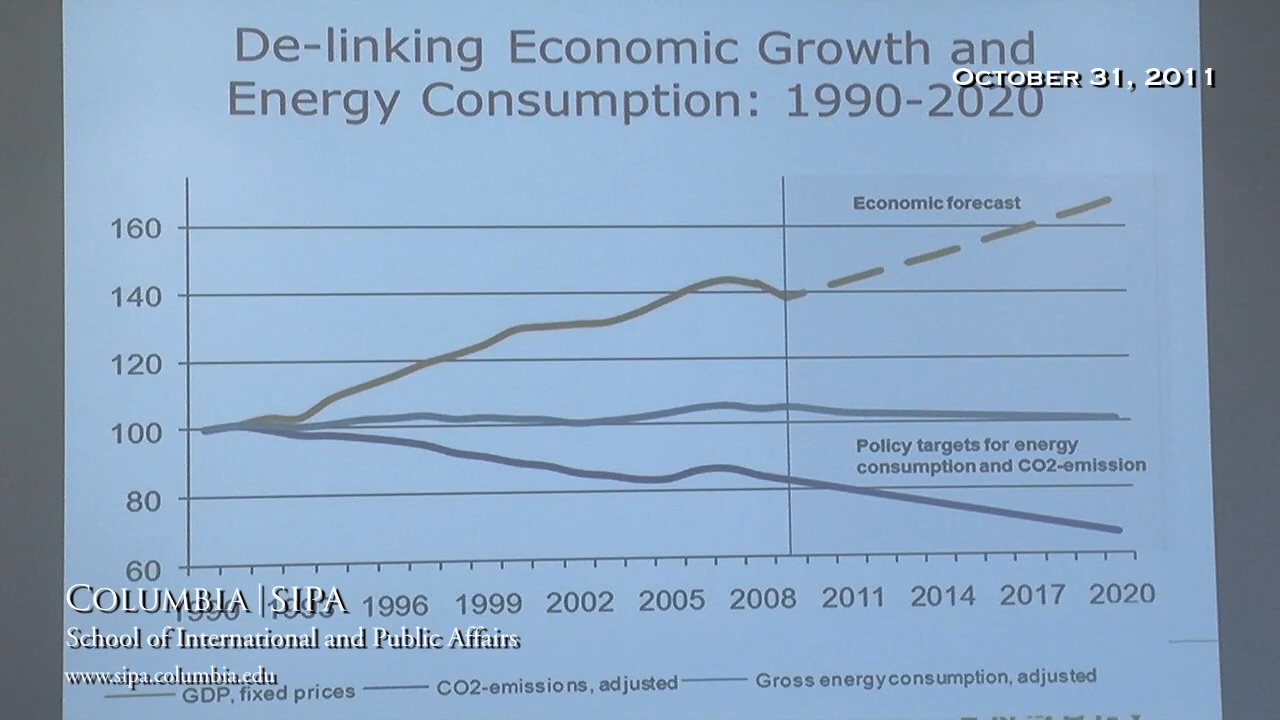 De-linking Economic Growth and
Energy Consumption: 1990-2020
October 31, 2011
Economic forecast
160
140
120
100
80
60
Policy targets for energy
consumption and CO2-emission
1990 1993 1996 1999 2002 2005 2008 2011 2014 2017 2020
Columbia | SIPA
School of International and Public Affairs
www.sipa.columbia.edu
GDP, fixed prices CO2-emissions, adjusted Gross energyconsumption, adjusted